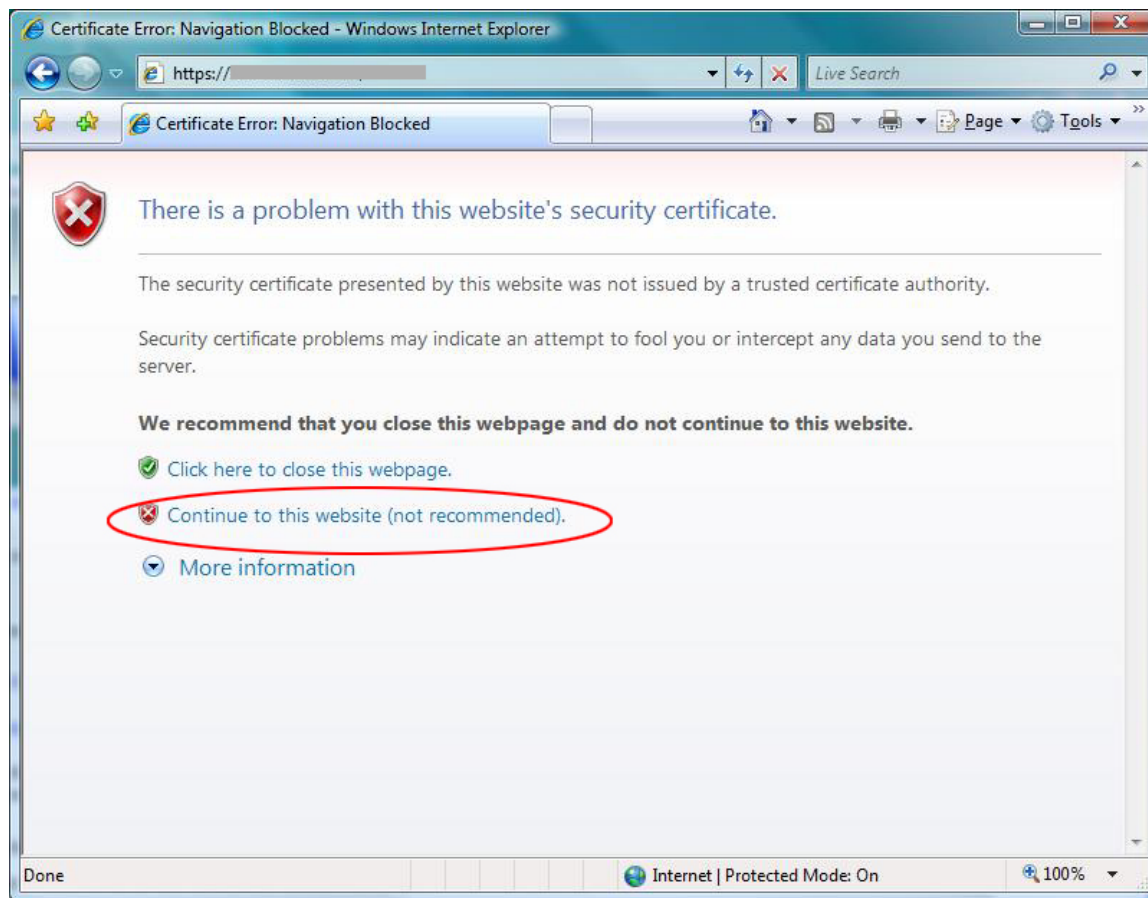 Certificate Error: Navigation Blocked - Windows Internet Explorer
https://
Live Search
Certificate Error: Navigation Blocked
Page
Tools
There is a problem with this website's security certificate.
The security certificate presented by this website was not issued by a trusted certificate authority.
Security certificate problems may indicate an attempt to fool you or intercept any data you send to the
server.
We recommend that you close this webpage and do not continue to this website.
Click here to close this webpage.
Continue to this website (not recommended).
More information
Done
Internet | Protected Mode: On
100%